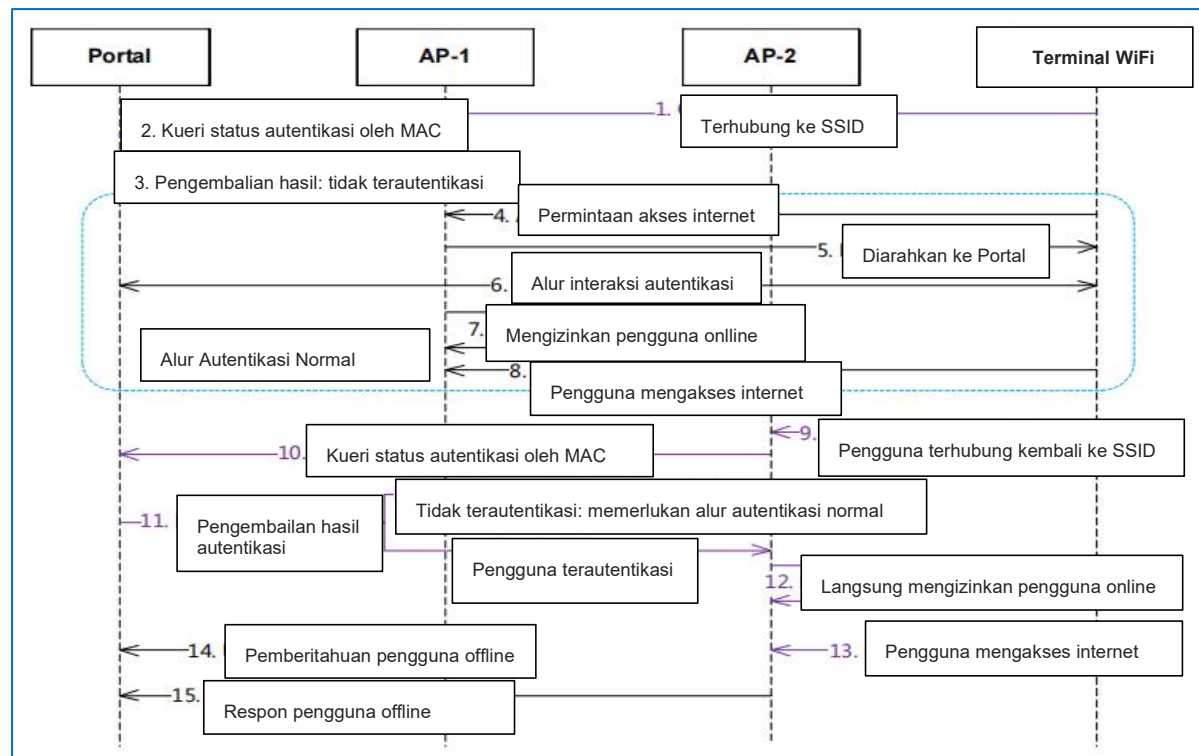 Portal
AP-1
AP-2
Terminal WiFi
1.
Terhubung ke SSID
2. Kueri status autentikasi oleh MAC
3. Pengembalian hasil: tidak terautentikasi
4.
Permintaan akses internet
5.
Diarahkan ke Portal
6.
Alur interaksi autentikasi
7.
Mengizinkan pengguna onlline
Alur Autentikasi Normal
8.
Pengguna mengakses internet
9.
Pengguna terhubung kembali ke SSID
10.
Kueri status autentikasi oleh MAC
Tidak terautentikasi: memerlukan alur autentikasi normal
11.
Pengembailan hasil
autentikasi
Pengguna terautentikasi
12.
Langsung mengizinkan pengguna online
14.
Pemberitahuan pengguna offline
13.
Pengguna mengakses internet
15.
Respon pengguna offline